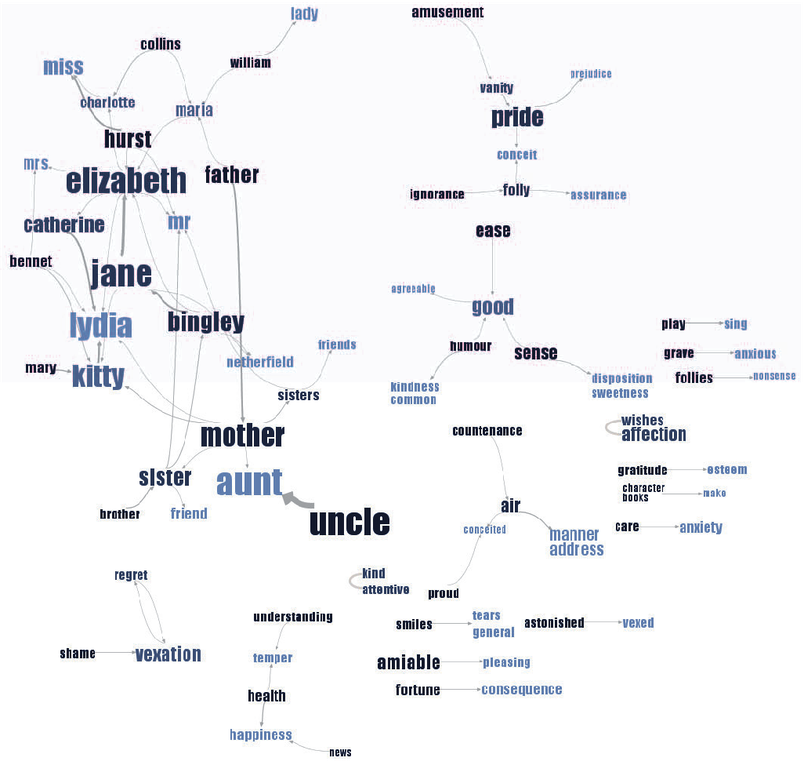 lady
amusement
collins
william
miss
prejudice
charlotte
maria
vanity
pride
hurst
conceit
mrs
elizabeth
father
ignorance
folly
assurance
catherine
mr
ease
bennet
jane
agreeable
good
lydia
bingley
play
sing
netherfield
friends
humour
sense
grave
anxious
mary
kitty
sisters
kindness
common
disposition
sweetness
follies
nonsense
mother
countenance
wishes
affection
sister
aunt
gratitude
esteem
character
books
make
brother
friend
uncle
air
conceited
manner
address
care
anxiety
regret
kind
attentive
proud
understanding
smiles
tears
general
astonished
vexed
shame
vexation
temper
amiable
pleasing
health
fortune
consequence
happiness
news